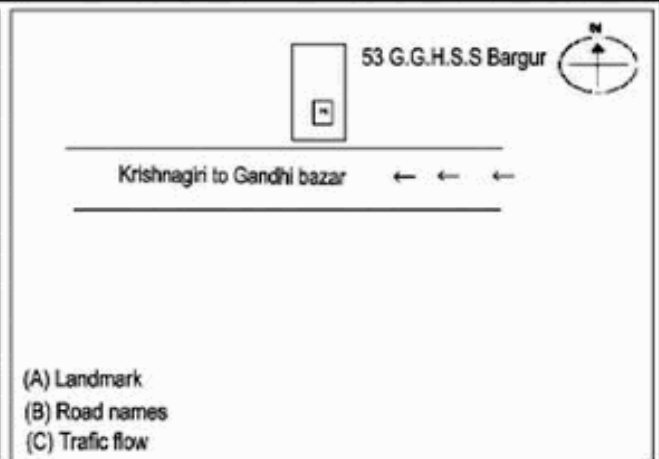 N
53 G.G.H.S.S Bargur
Krishnagiri to Gandhi bazar
(A) Landmark
(B) Road names
(C) Trafic flow